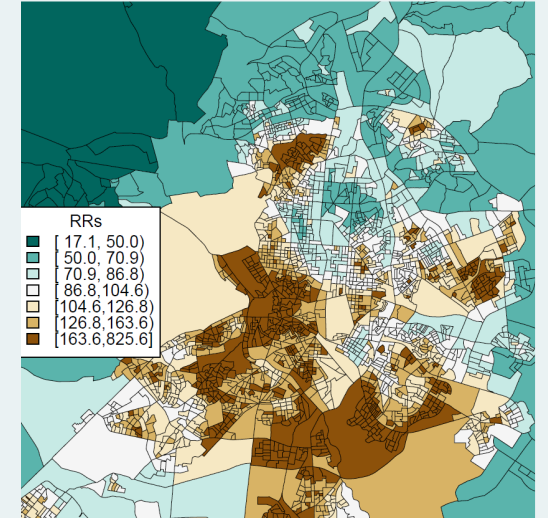 RRs
[ 17.1, 50.0)
[ 50.0, 70.9)
[ 70.9, 86.8)
[ 86.8,104.6)
[104.6,126.8)
[126.8,163.6)
[163.6,825.6]